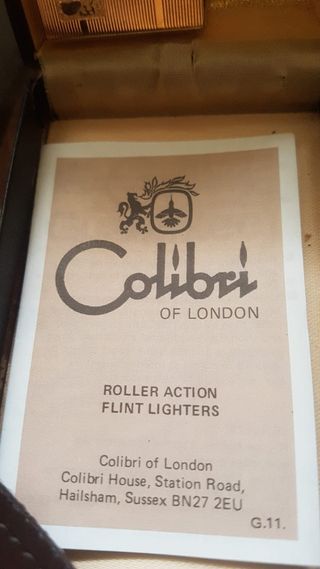 Colibri
OF LONDON
ROLLER ACTION
FLINT LIGHTERS
Colibri of London
Colibri House, Station Road,
Hailsham, Sussex BN27 2EU
G.11.